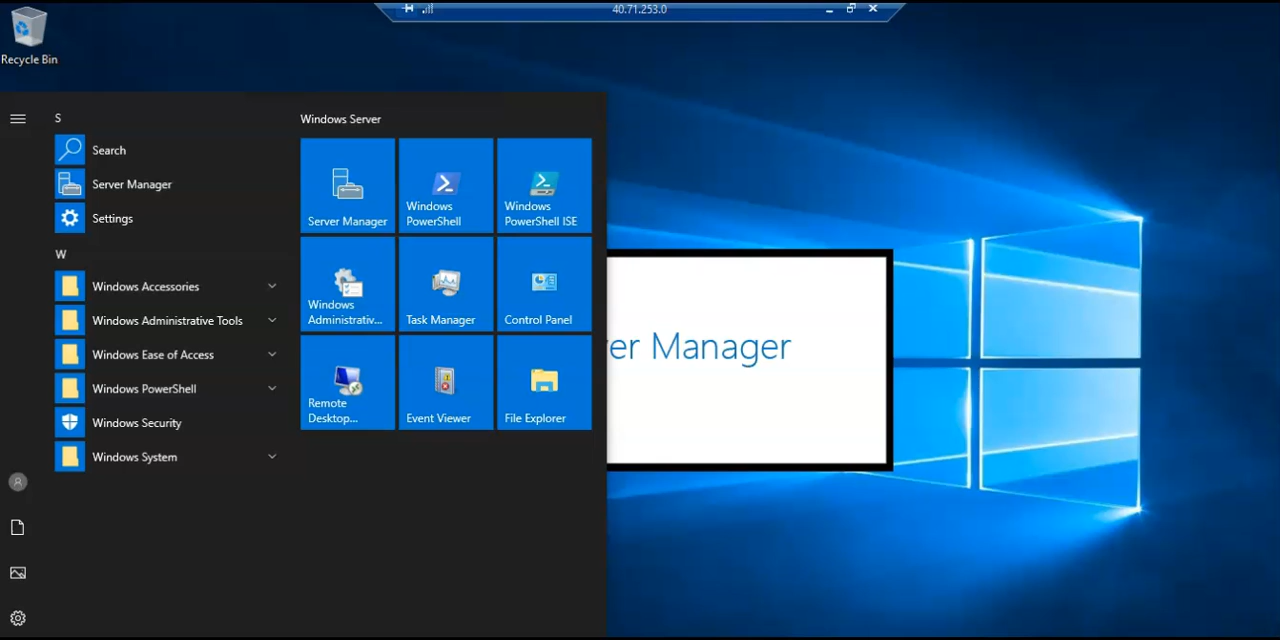 40.71.253.0
Recycle Bin
S
Search
Server Manager
Settings
W
Windows Accessories
Windows Administrative Tools
Windows Ease of Access
Windows PowerShell
Windows Security
Windows System
Windows Server
Server Manager
Windows
PowerShell
Windows
PowerShell ISE
Windows
Administrativ...
Task Manager
Control Panel
Remote
Desktop...
Event Viewer
File Explorer
er Manager